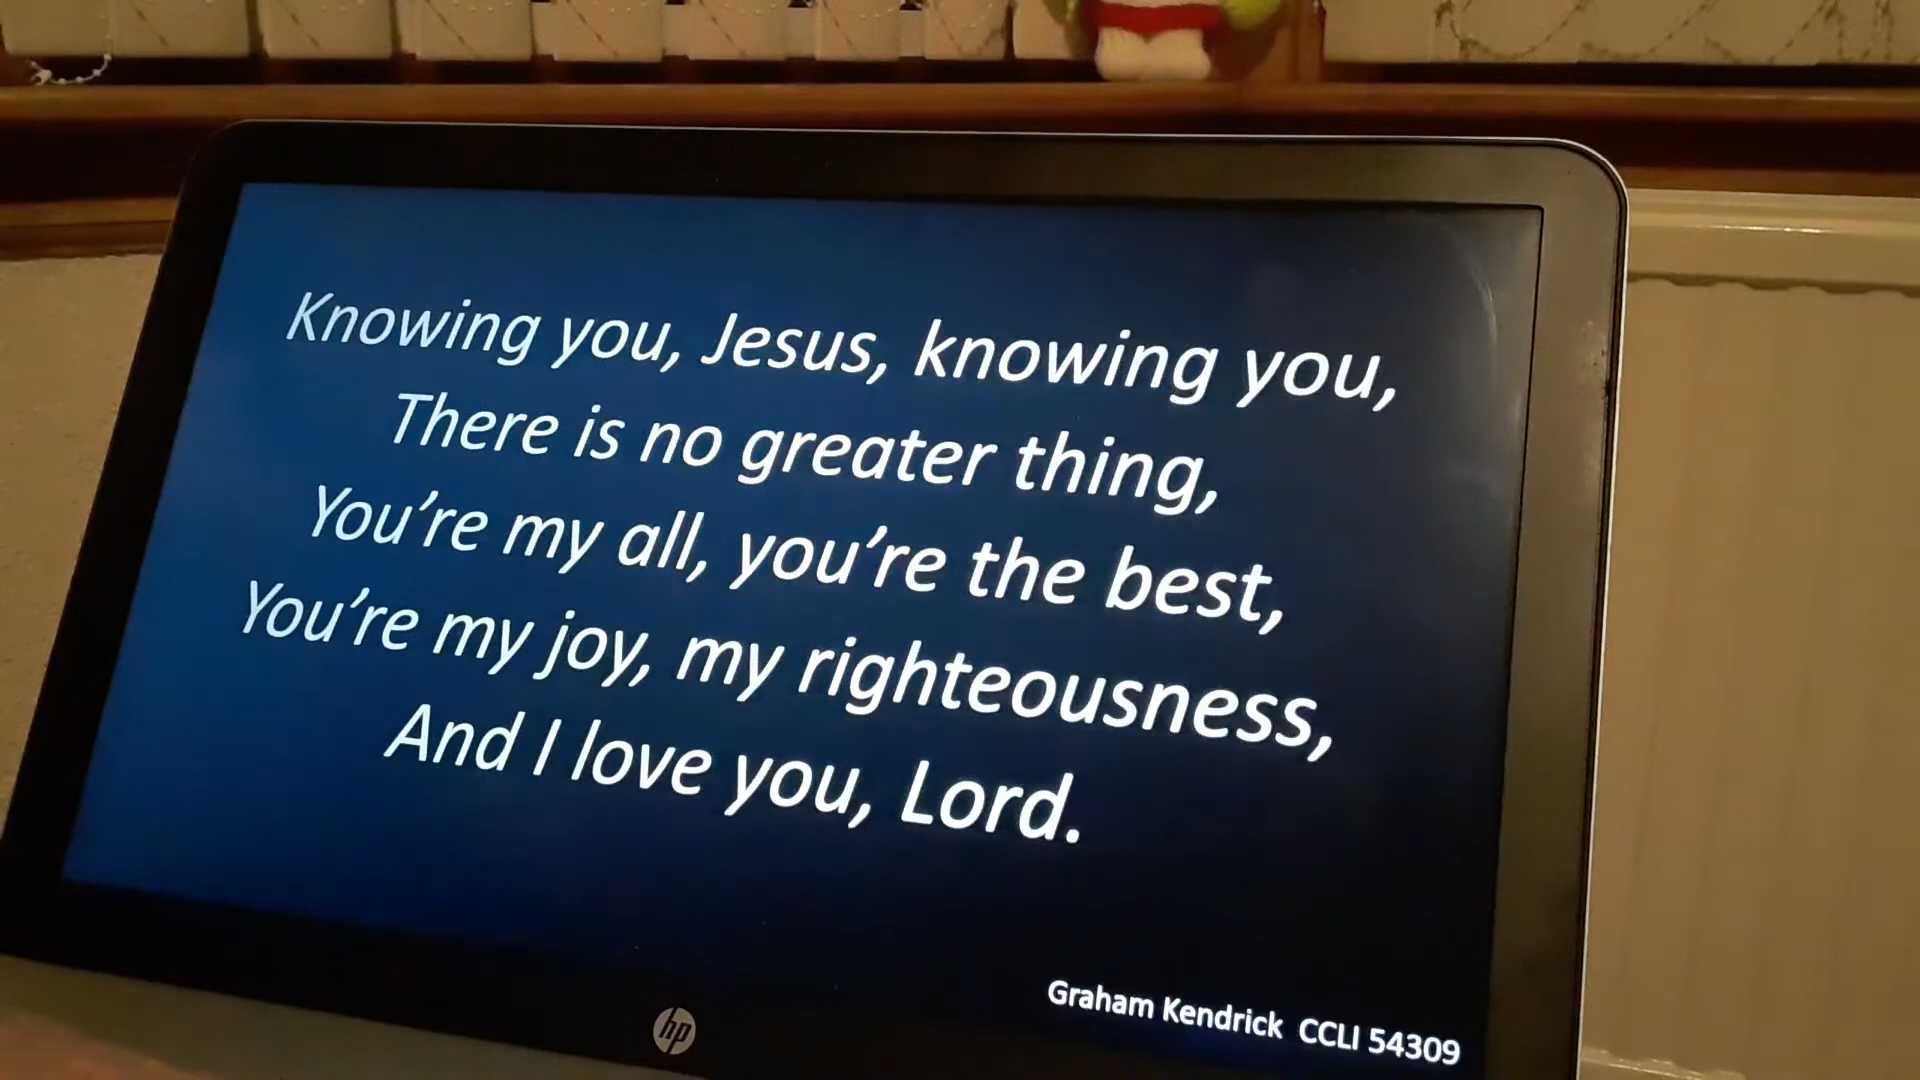 Knowing you, Jesus, knowing you,
There is no greater thing,
You're my all, you're the best,
You're my joy, my righteousness,
And I love you, Lord.
Graham Kendrick CCLI 54309
hp